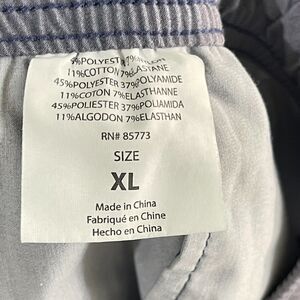 %POLYESTER 37%NYLON
11%COTTON 7%ELASTANE
45%POLYESTER 37%POLYAMIDE
11%COTON 7%ELASTHANNE
45%POLIESTER 37%POLIAMIDA
11%ALGODON 7%ELASTHAN
RN# 85773
SIZE
XL
Made in China
Fabriqué en Chine
Hecho en China